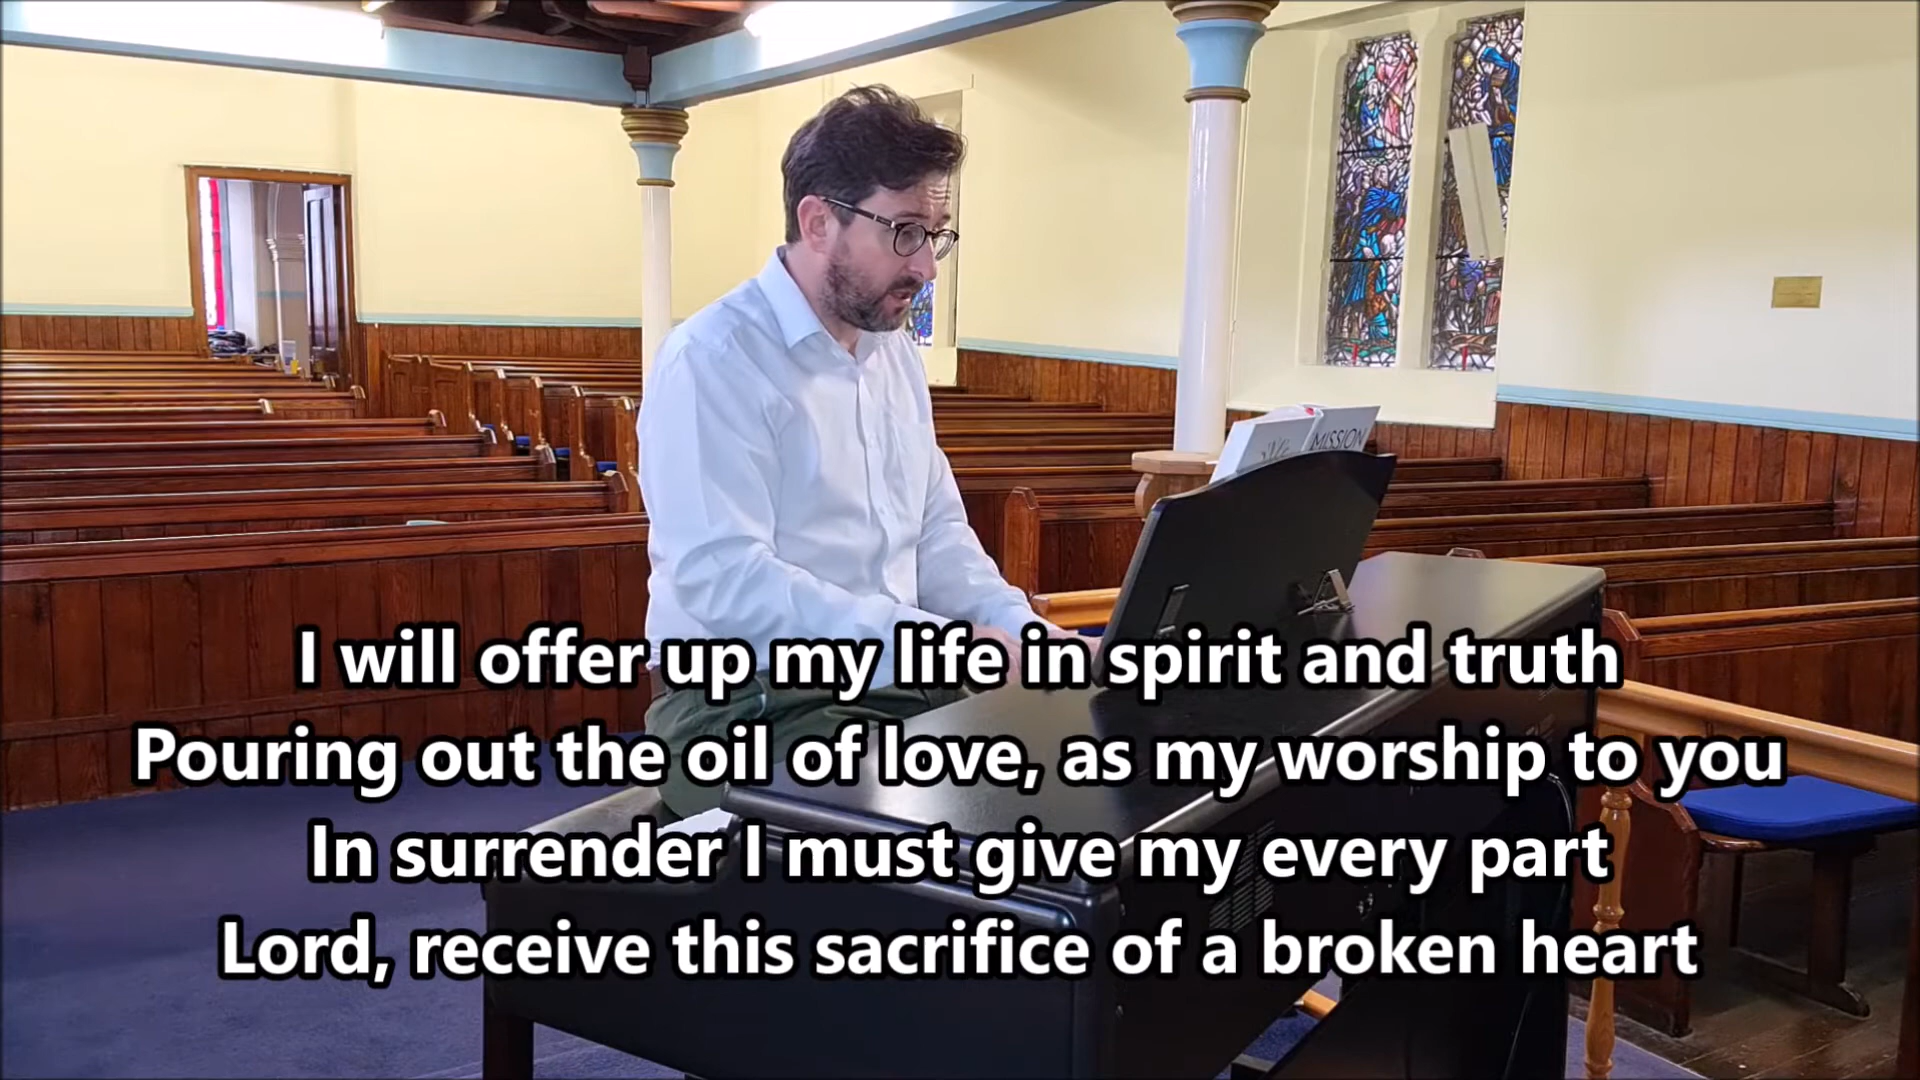 MISSION
I will offer up my life in spirit and truth
Pouring out the oil of love, as my worship to you
In surrender I must give my every part
Lord, receive this sacrifice of a broken heart